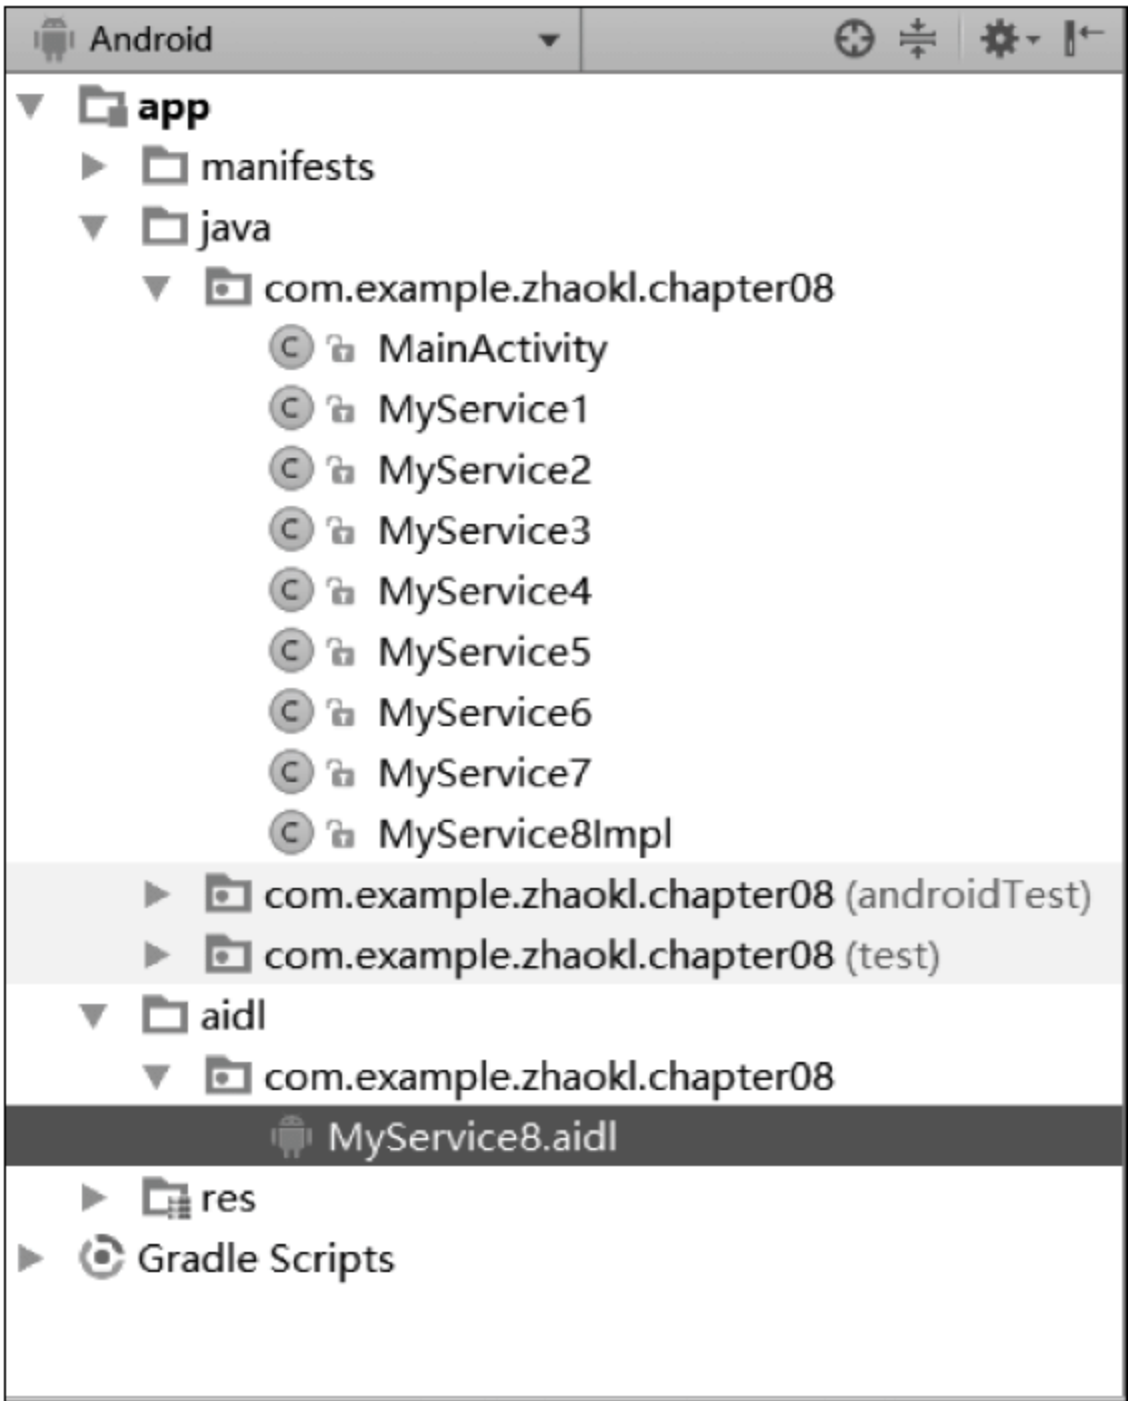 Android
app
manifests
java
com.example.zhaokl.chapter08
C MainActivity
C MyService1
C MyService2
C MyService3
C MyService4
C MyService5
C MyService6
C MyService7
C MyService8Impl
com.example.zhaokl.chapter08 (androidTest)
com.example.zhaokl.chapter08 (test)
aidl
com.example.zhaokl.chapter08
MyService8.aidl
res
Gradle Scripts